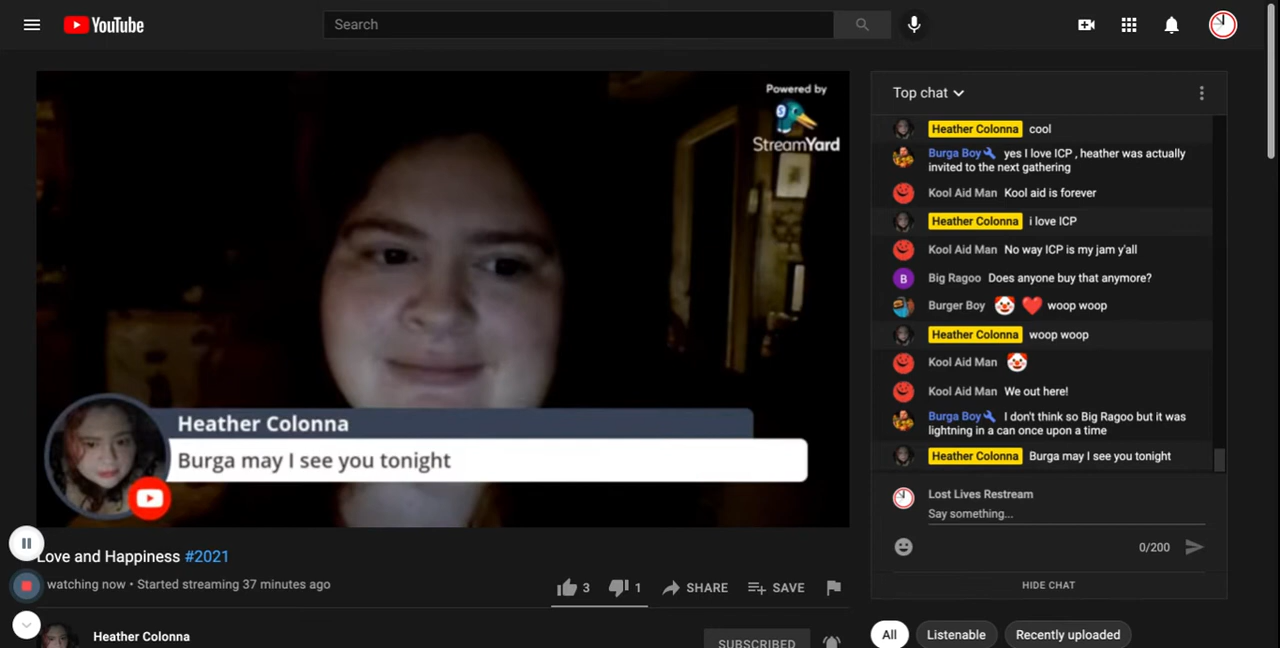 YouTube
Search
Powered by
StreamYard
Heather Colonna
Burga may I see you tonight
Love and Happiness #2021
watching now • Started streaming 37 minutes ago
3
1
SHARE
SAVE
Heather Colonna
SUBSCRIBED
Top chat
Heather Colonna cool
Burga Boy yes I love ICP , heather was actually
invited to the next gathering
Kool Aid Man Kool aid is forever
Heather Colonna i love ICP
Kool Aid Man No way ICP is my jam y'all
B Big Ragoo Does anyone buy that anymore?
Burger Boy 🤡 ❤️ woop woop
Heather Colonna woop woop
Kool Aid Man 🤡
Kool Aid Man We out here!
Burga Boy I don't think so Big Ragoo but it was
lightning in a can once upon a time
Heather Colonna Burga may I see you tonight
Lost Lives Restream
Say something...
0/200
HIDE CHAT
All
Listenable
Recently uploaded